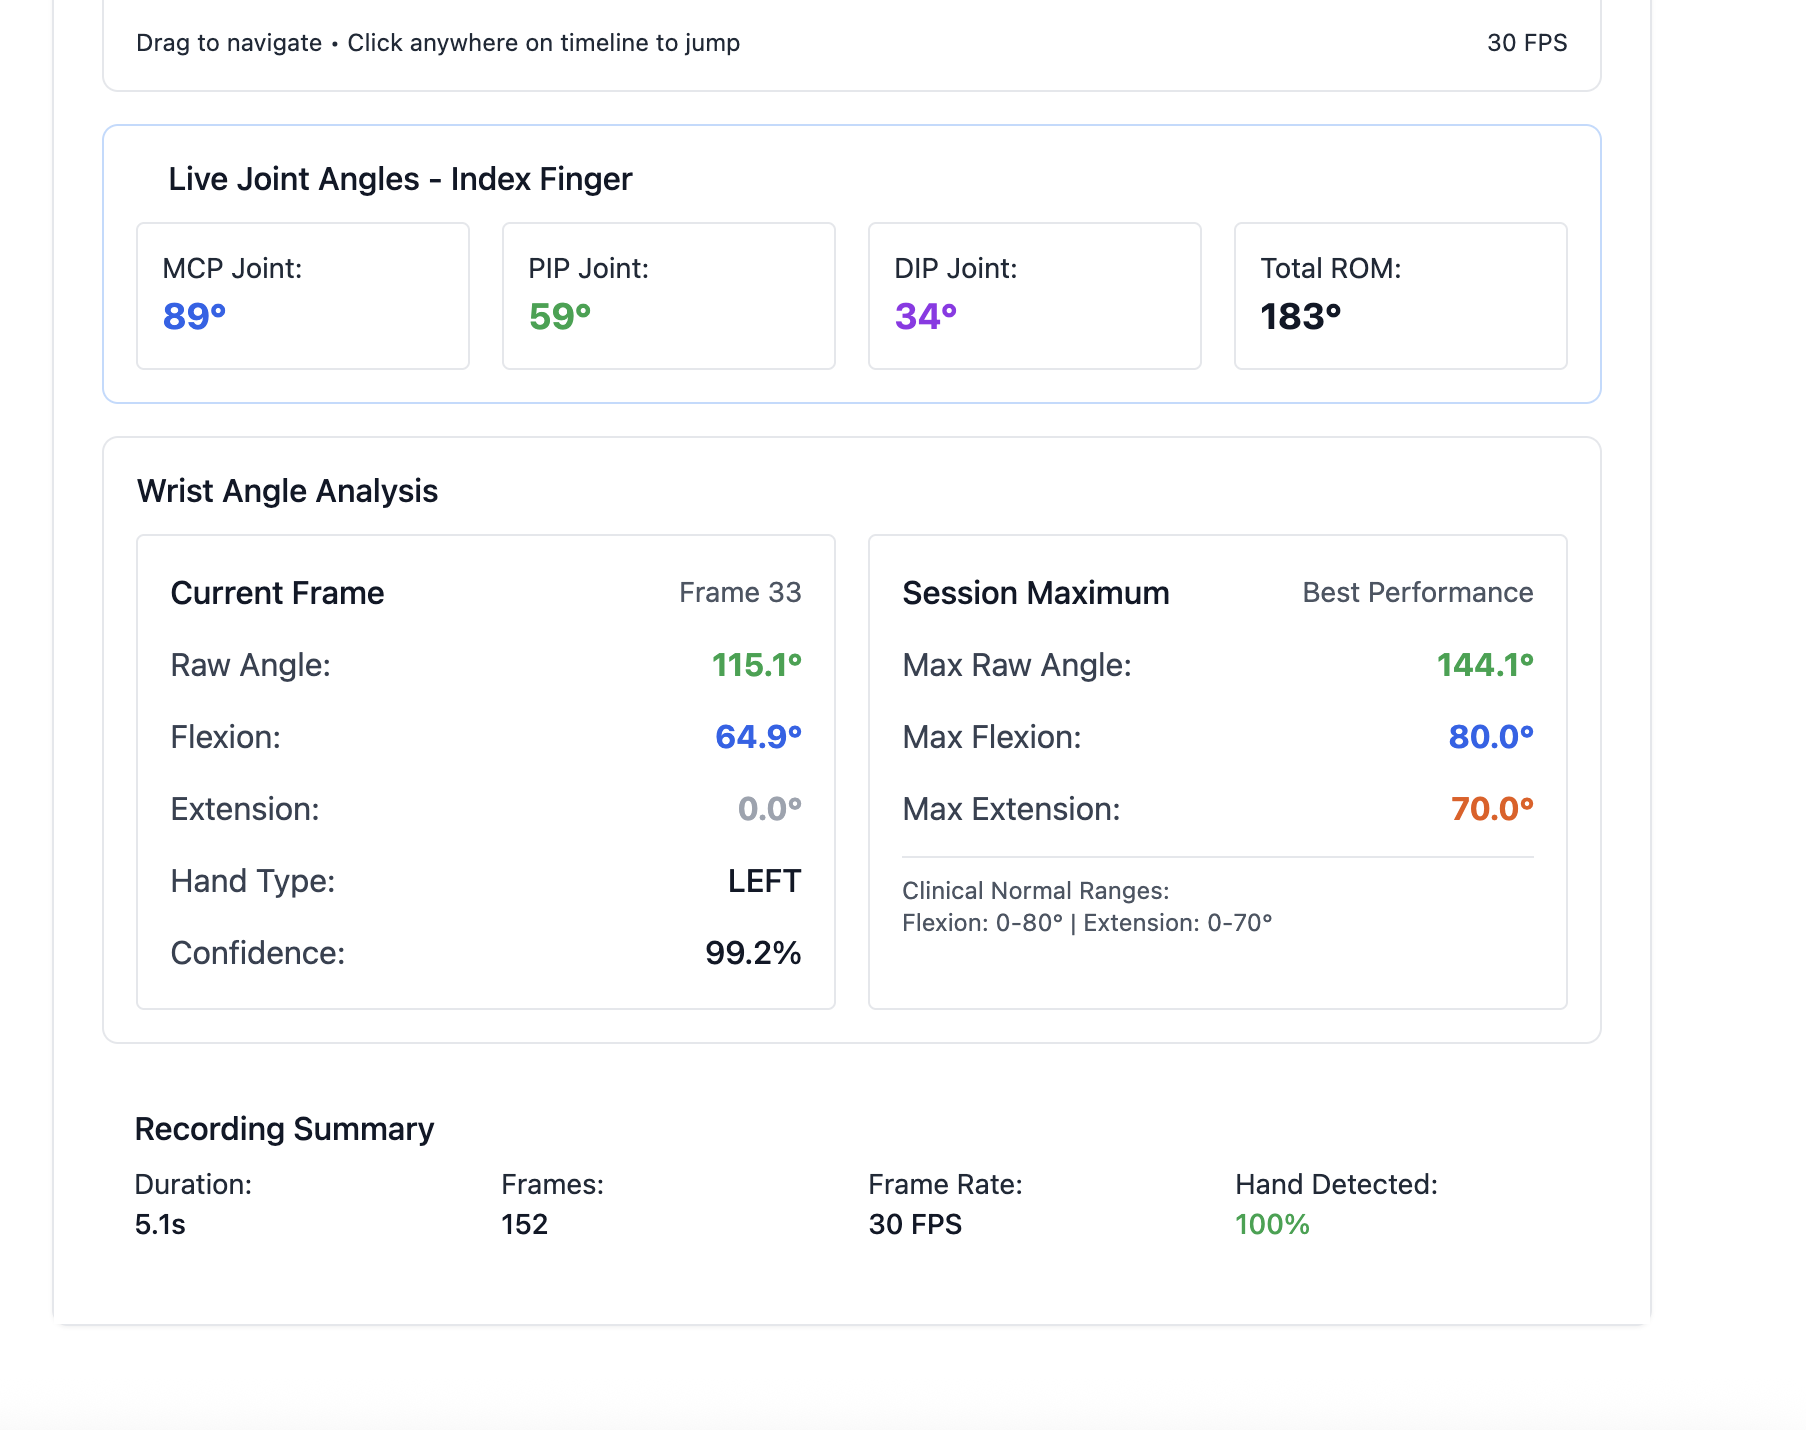 Drag to navigate • Click anywhere on timeline to jump
30 FPS
Live Joint Angles - Index Finger
MCP Joint:
89°
PIP Joint:
59°
DIP Joint:
34°
Total ROM:
183°
Wrist Angle Analysis
Current Frame
Frame 33
Raw Angle:
115.1°
Flexion:
64.9°
Extension:
0.0°
Hand Type:
LEFT
Confidence:
99.2%
Session Maximum
Best Performance
Max Raw Angle:
144.1°
Max Flexion:
80.0°
Max Extension:
70.0°
Clinical Normal Ranges:
Flexion: 0-80° | Extension: 0-70°
Recording Summary
Duration:
5.1s
Frames:
152
Frame Rate:
30 FPS
Hand Detected:
100%